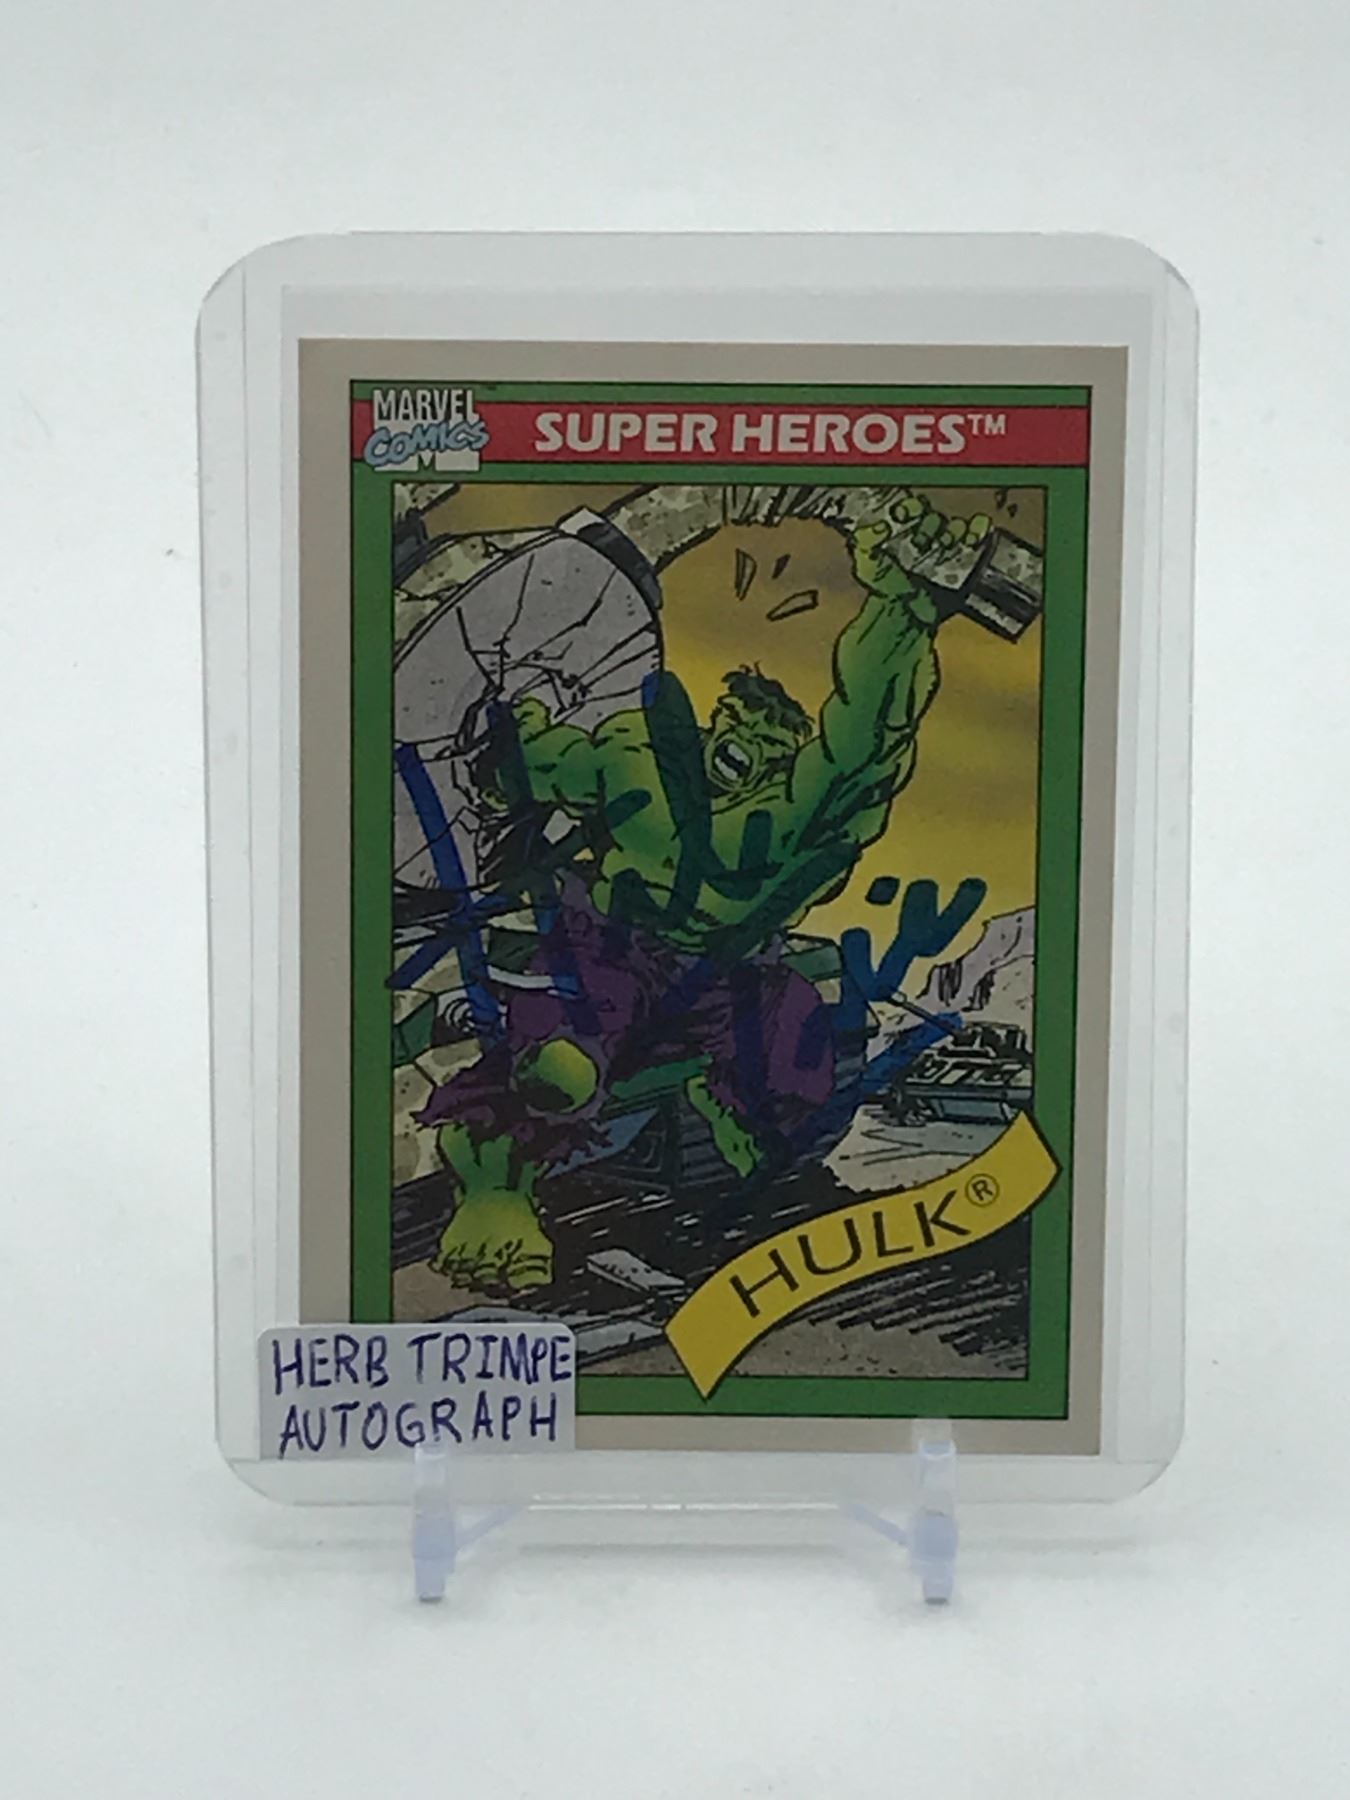 MARVEL
COMICS
SUPER HEROES™
HULK®
HERB TRIMPE
AUTOGRAPH